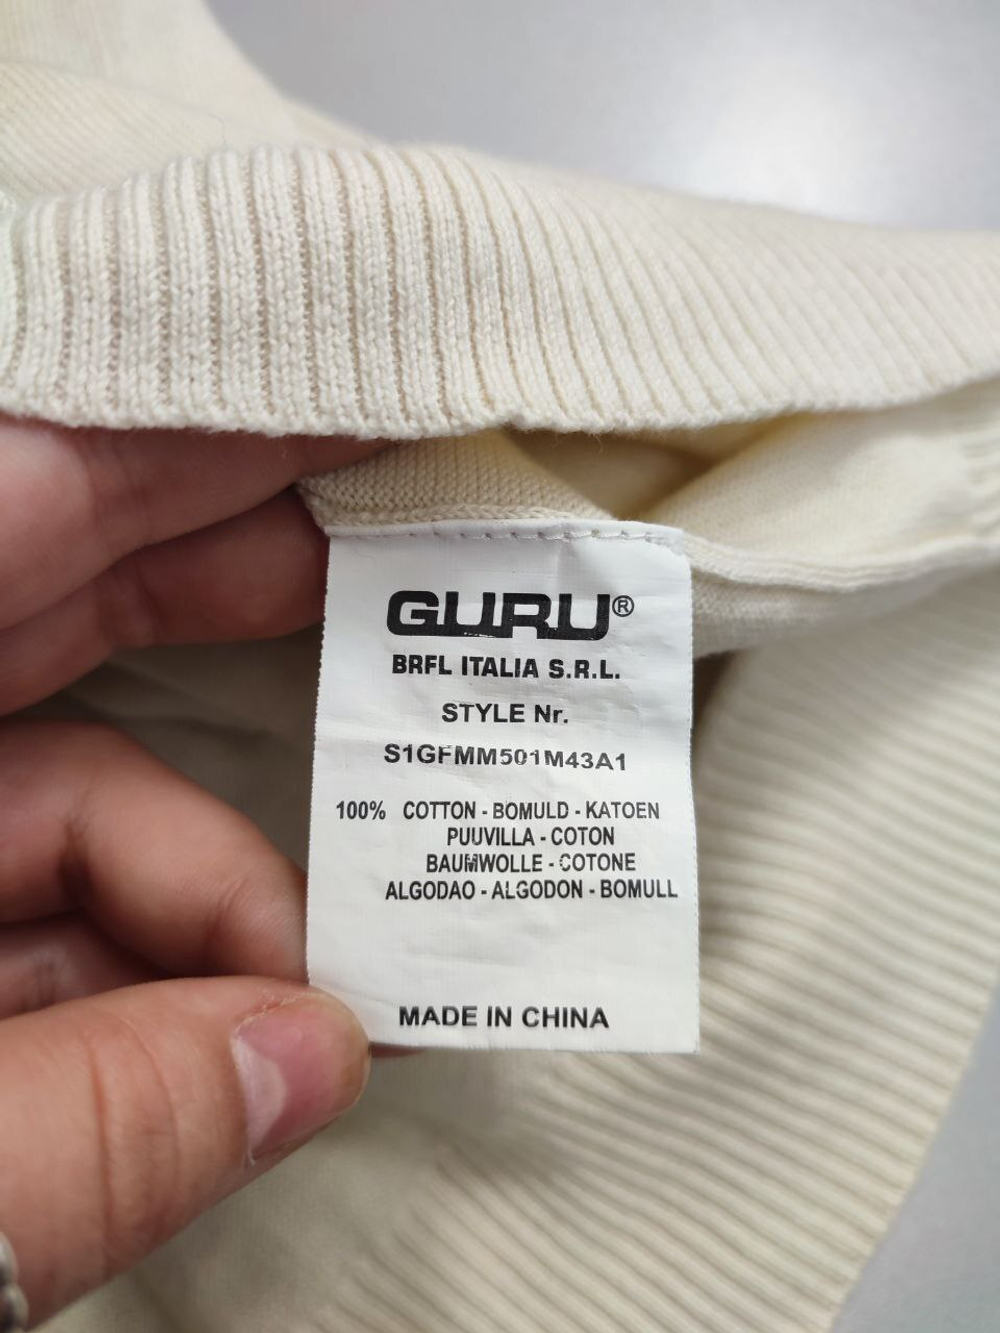 GURU®
BRFL ITALIA S.R.L.
STYLE Nr.
S1GFMM501M43A1
100% COTTON - BOMULD - KATOEN
PUUVILLA - COTON
BAUMWOLLE - COTONE
ALGODAO - ALGODON - BOMULL
MADE IN CHINA